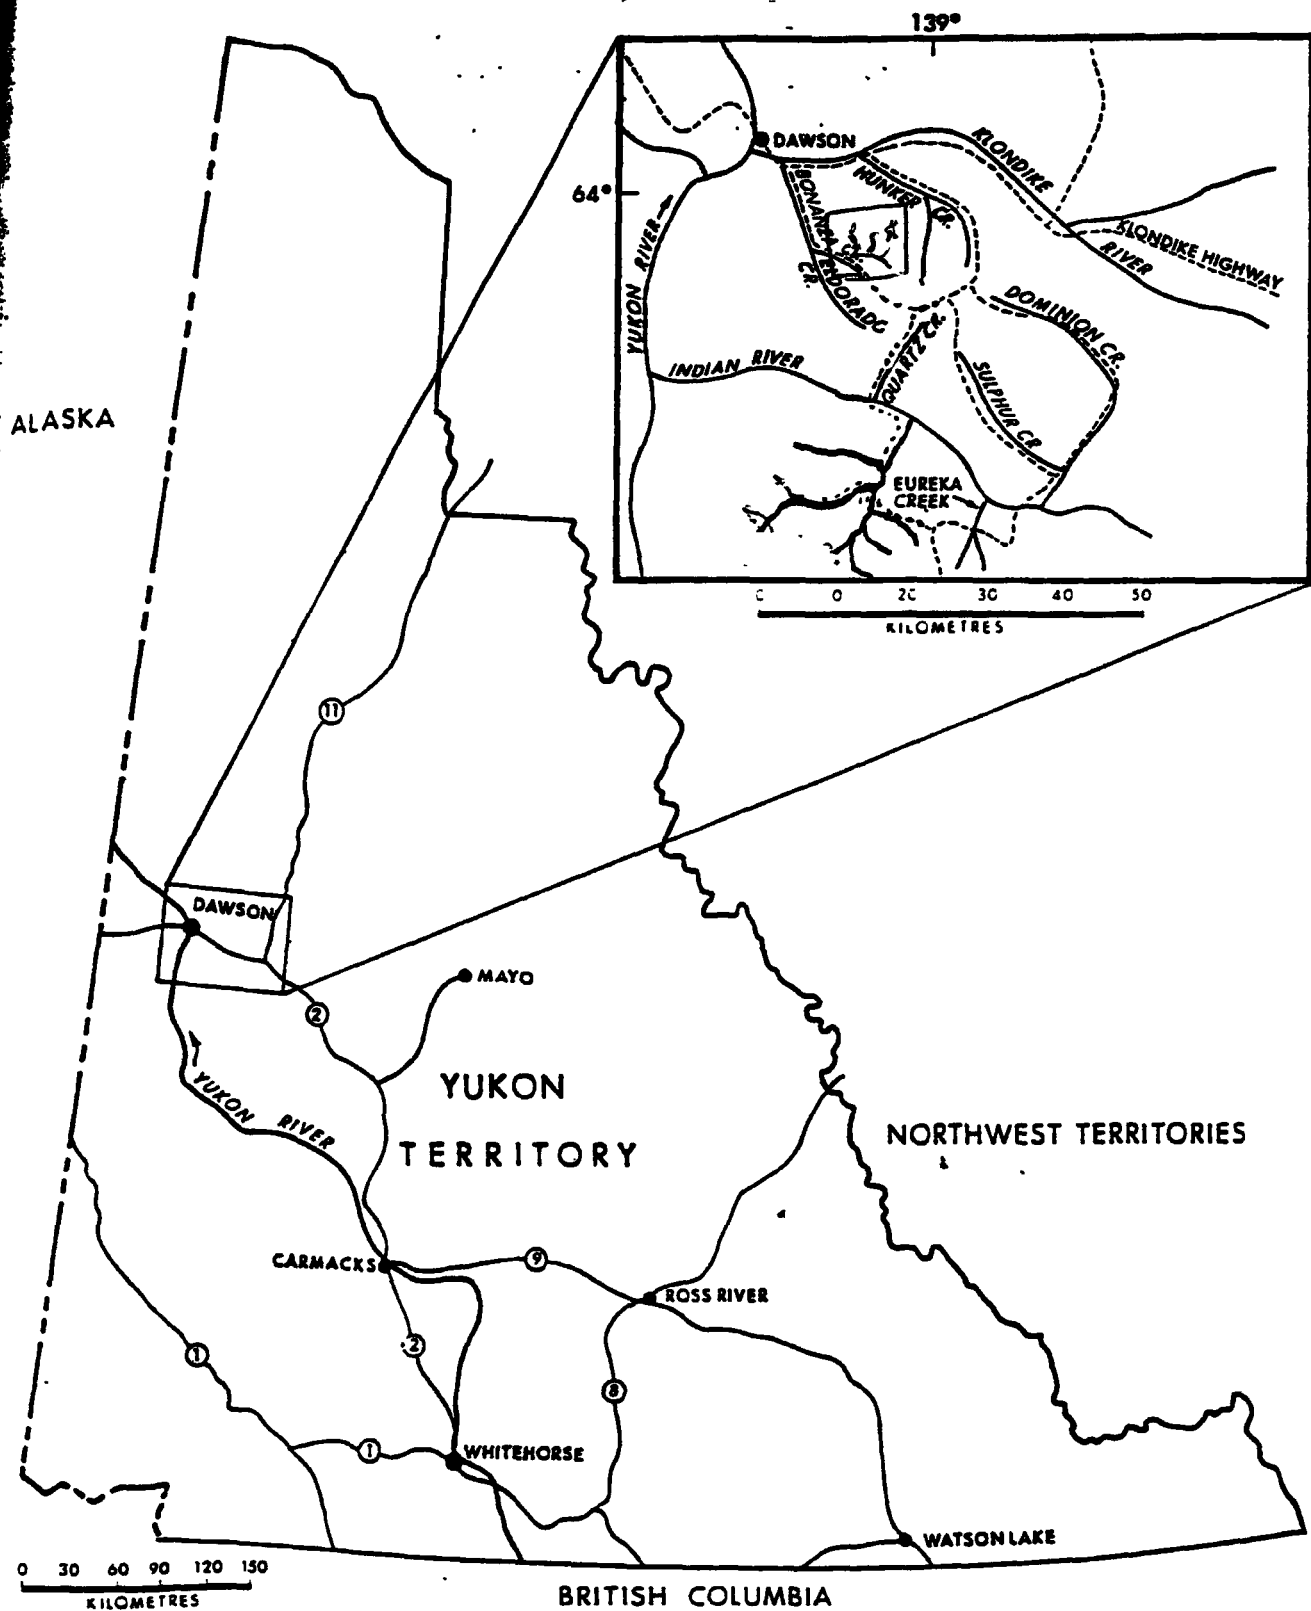 139°
DAWSON
KLONDIKE
64°
HUNKER CR.
BONANZA CR.
KLONDIKE HIGHWAY
RIVER
YUKON RIVER
ELDORADO
CR.
DOMINION CR.
QUARTZ CR.
INDIAN RIVER
SULPHUR CR
EUREKA
CREEK
0 20 30 40 50
KILOMETRES
ALASKA
11
DAWSON
MAYO
2
YUKON
TERRITORY
YUKON RIVER
NORTHWEST TERRITORIES
CARMACKS
9
ROSS RIVER
2
1
8
1
WHITEHORSE
WATSON LAKE
0 30 60 90 120 150
KILOMETRES
BRITISH COLUMBIA